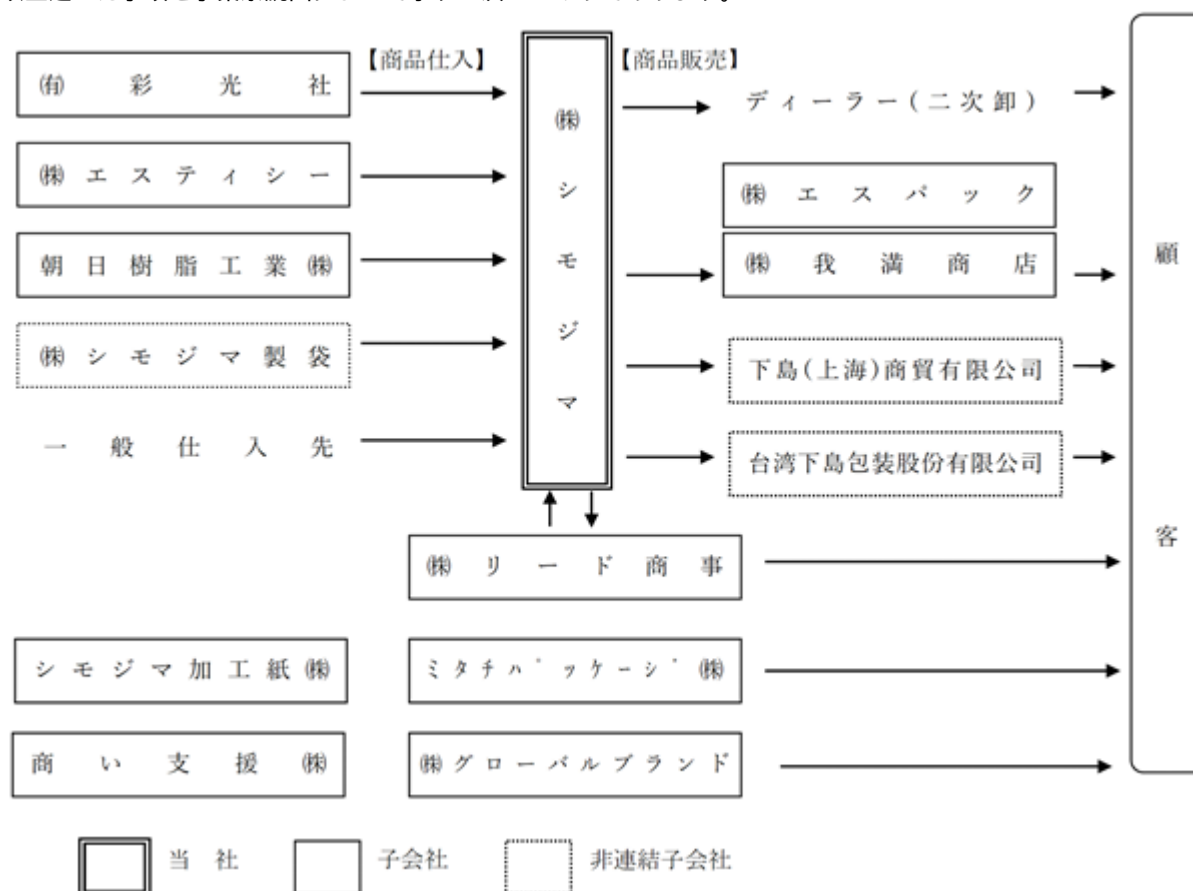 【商品仕入】
【商品販売】
㈲彩光社
㈱エスティシー
朝日樹脂工業㈱
㈱シモジマ製袋
一般仕入先
㈱シモジマ
ディーラー(二次卸)
㈱エスパック
㈱我満商店
下島(上海)商貿有限公司
台湾下島包装股份有限公司
顧客
㈱リード商事
シモジマ加工紙㈱
ミタチパッケージ㈱
商い支援㈱
㈱グローバルブランド
当社
子会社
非連結子会社